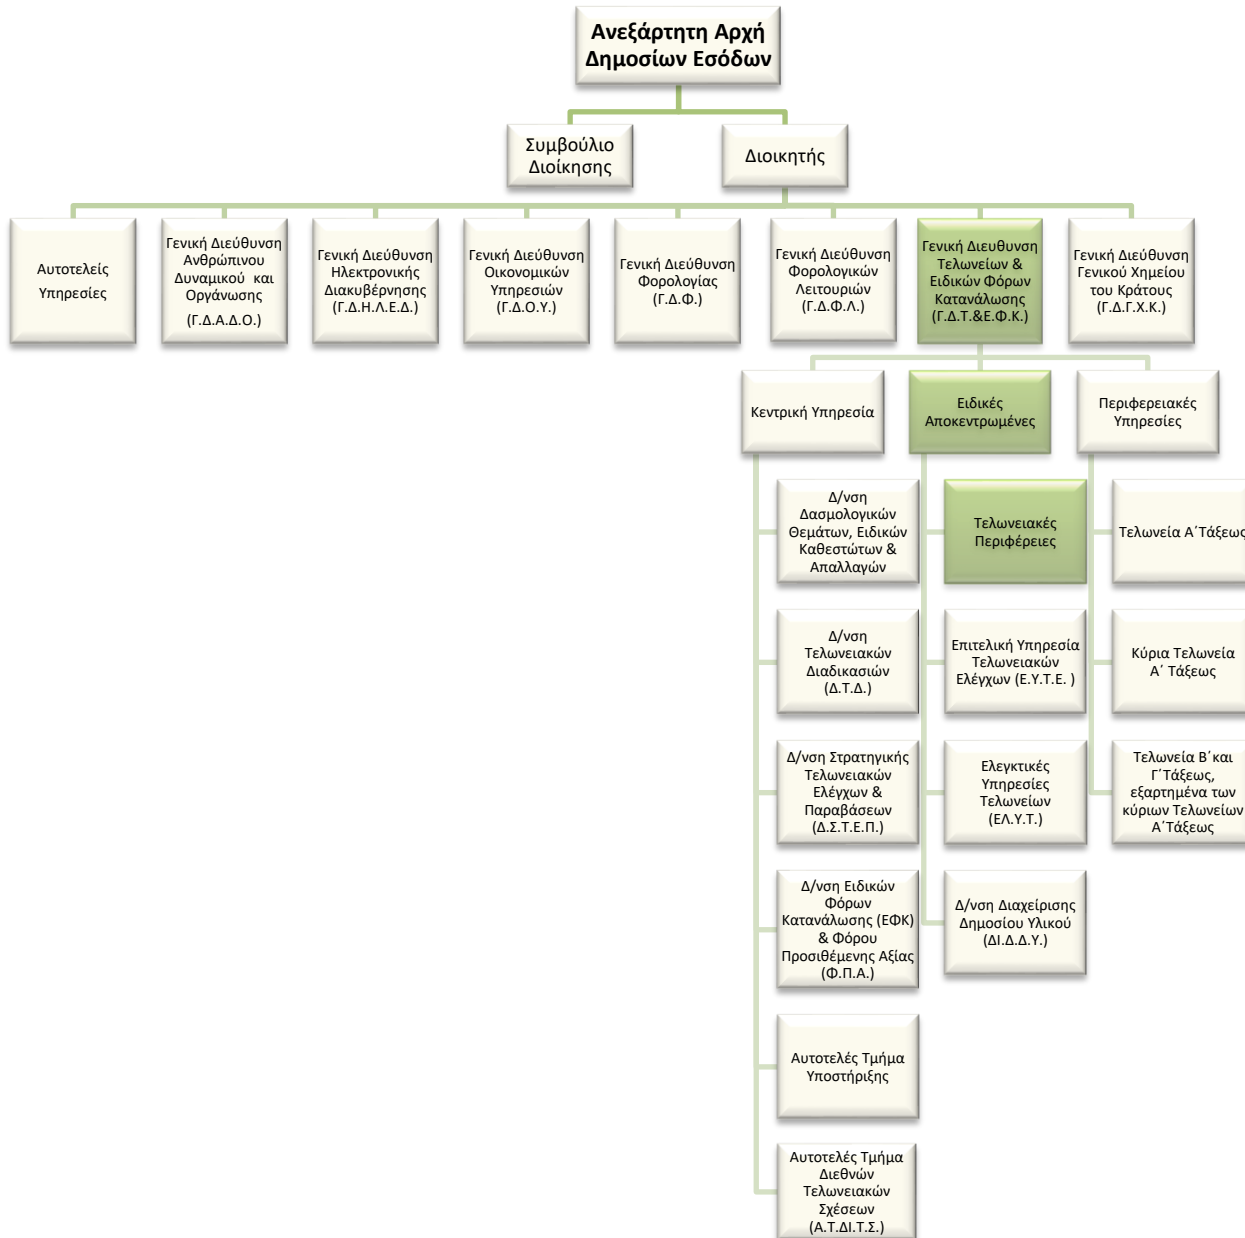 Ανεξάρτητη Αρχή
Δημοσίων Εσόδων
Συμβούλιο
Διοίκησης
Διοικητής
Αυτοτελείς
Υπηρεσίες
Γενική Διεύθυνση
Ανθρώπινου
Δυναμικού και
Οργάνωσης
(Γ.Δ.Α.Δ.Ο.)
Γενική Διεύθυνση
Ηλεκτρονικής
Διακυβέρνησης
(Γ.Δ.Η.Λ.Ε.Δ.)
Γενική Διεύθυνση
Οικονομικών
Υπηρεσιών
(Γ.Δ.Ο.Υ.)
Γενική Διεύθυνση
Φορολογίας
(Γ.Δ.Φ.)
Γενική Διεύθυνση
Φορολογικών
Λειτουριών
(Γ.Δ.Φ.Λ.)
Γενική Διευθυνση
Τελωνείων &
Ειδικών Φόρων
Κατανάλωσης
(Γ.Δ.Τ.&Ε.Φ.Κ.)
Γενική Διεύθυνση
Γενικού Χημείου
του Κράτους
(Γ.Δ.Γ.Χ.Κ.)
Κεντρική Υπηρεσία
Ειδικές
Αποκεντρωμένες
Περιφερειακές
Υπηρεσίες
Δ/νση
Δασμολογικών
Θεμάτων, Ειδικών
Καθεστώτων &
Απαλλαγών
Τελωνειακές
Περιφέρειες
Τελωνεία Α΄Τάξεως
Δ/νση
Τελωνειακών
Διαδικασιών
(Δ.Τ.Δ.)
Επιτελική Υπηρεσία
Τελωνειακών
Ελέγχων (Ε.Υ.Τ.Ε. )
Κύρια Τελωνεία
Α΄ Τάξεως
Δ/νση Στρατηγικής
Τελωνειακών
Ελέγχων &
Παραβάσεων
(Δ.Σ.Τ.Ε.Π.)
Ελεγκτικές
Υπηρεσίες
Τελωνείων
(ΕΛ.Υ.Τ.)
Τελωνεία Β΄και
Γ΄Τάξεως,
εξαρτημένα των
κύριων Τελωνείων
Α΄Τάξεως
Δ/νση Ειδικών
Φόρων
Κατανάλωσης (ΕΦΚ)
& Φόρου
Προσιθέμενης Αξίας
(Φ.Π.Α.)
Δ/νση Διαχείρισης
Δημοσίου Υλικού
(ΔΙ.Δ.Δ.Υ.)
Αυτοτελές Τμήμα
Υποστήριξης
Αυτοτελές Τμήμα
Διεθνών
Τελωνειακών
Σχέσεων
(Α.Τ.ΔΙ.Τ.Σ.)